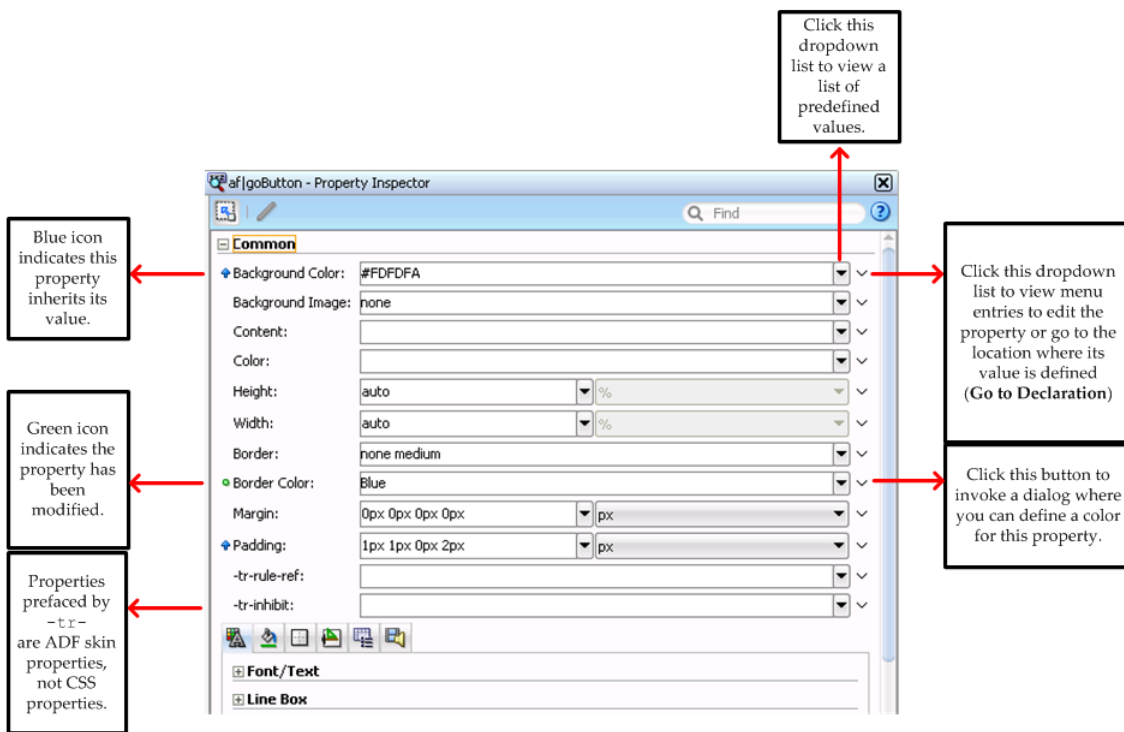 Click this
dropdown
list to view a
list of
predefined
values.
af|goButton - Property Inspector
Find
Common
Blue icon
indicates this
property
inherits its
value.
Background Color: #FDFDFA
Background Image: none
Content:
Color:
Height: auto %
Width: auto %
Border: none medium
Border Color: Blue
Margin: 0px 0px 0px 0px px
Padding: 1px 1px 0px 2px px
-tr-rule-ref:
-tr-inhibit:
Font/Text
Line Box
Click this dropdown
list to view menu
entries to edit the
property or go to the
location where its
value is defined
(Go to Declaration)
Green icon
indicates the
property has
been
modified.
Click this button to
invoke a dialog where
you can define a color
for this property.
Properties
prefaced by
-tr-
are ADF skin
properties,
not CSS
properties.